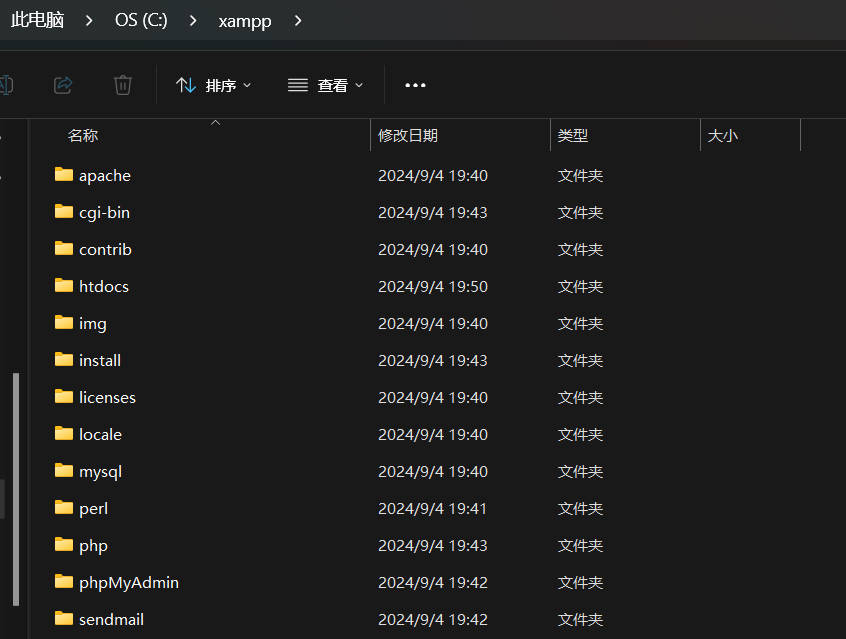 此电脑 > OS (C:) > xampp >
排序 查看 •••
名称 修改日期 类型 大小
apache 2024/9/4 19:40 文件夹
cgi-bin 2024/9/4 19:43 文件夹
contrib 2024/9/4 19:40 文件夹
htdocs 2024/9/4 19:50 文件夹
img 2024/9/4 19:40 文件夹
install 2024/9/4 19:43 文件夹
licenses 2024/9/4 19:40 文件夹
locale 2024/9/4 19:40 文件夹
mysql 2024/9/4 19:40 文件夹
perl 2024/9/4 19:41 文件夹
php 2024/9/4 19:43 文件夹
phpMyAdmin 2024/9/4 19:42 文件夹
sendmail 2024/9/4 19:42 文件夹